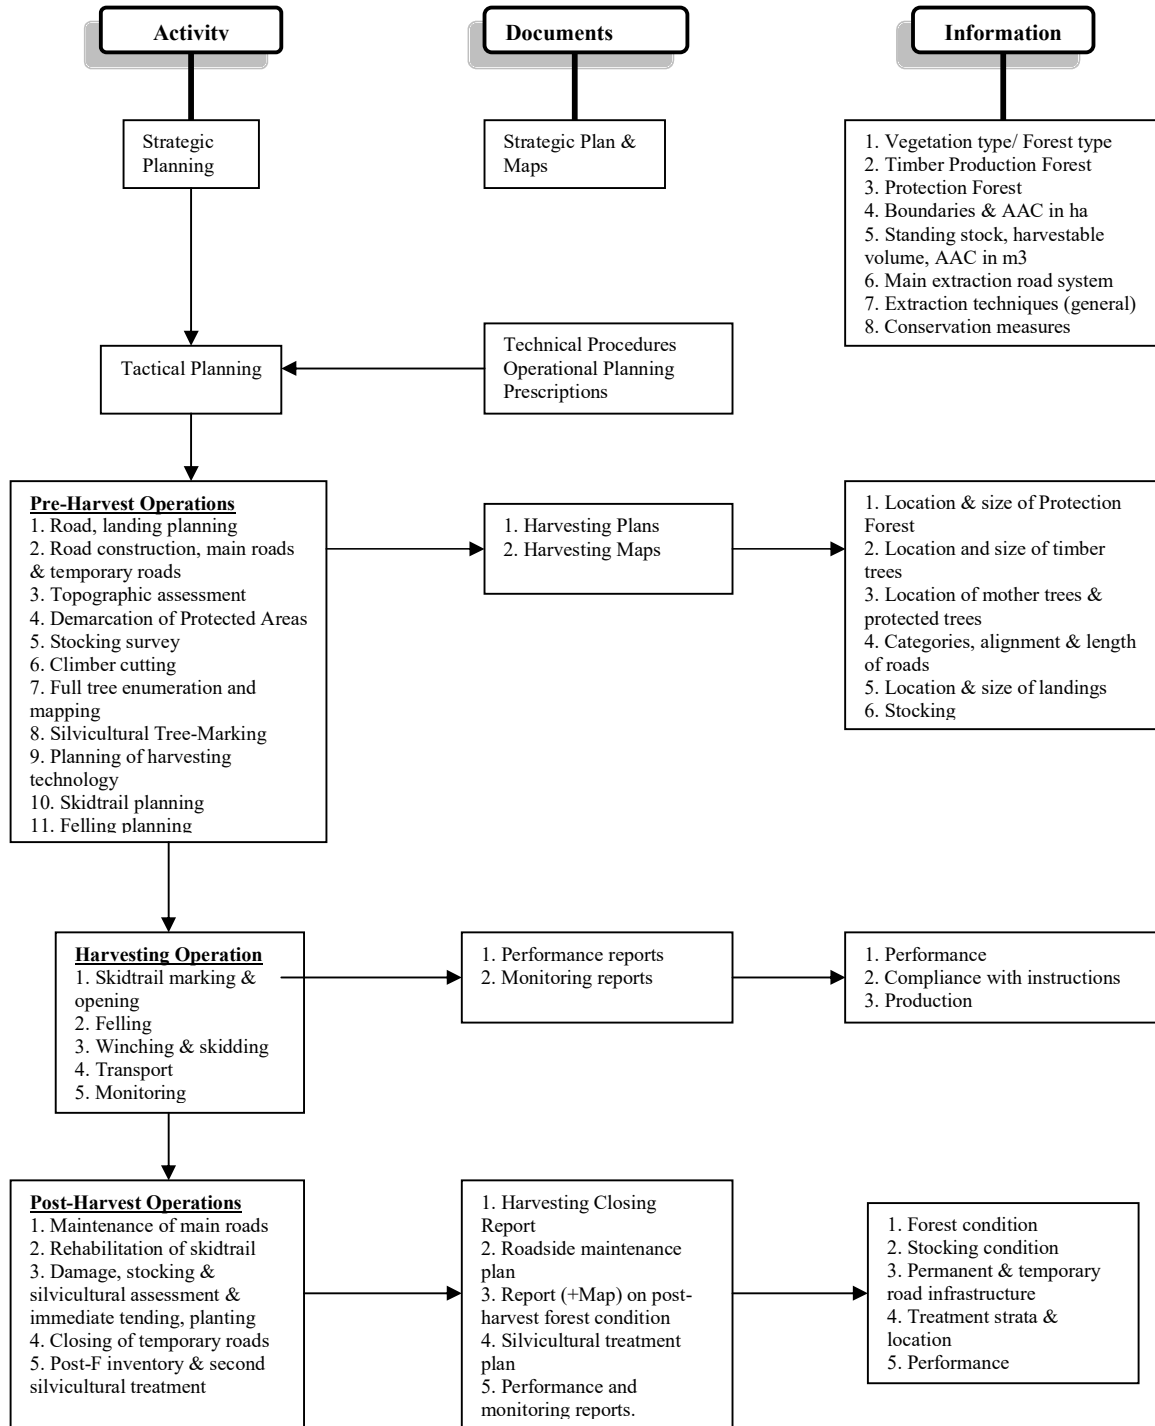 Activity
Documents
Information
Strategic
Planning
Strategic Plan &
Maps
1. Vegetation type/ Forest type
2. Timber Production Forest
3. Protection Forest
4. Boundaries & AAC in ha
5. Standing stock, harvestable
volume, AAC in m3
6. Main extraction road system
7. Extraction techniques (general)
8. Conservation measures
Tactical Planning
Technical Procedures
Operational Planning
Prescriptions
Pre-Harvest Operations
1. Road, landing planning
2. Road construction, main roads
& temporary roads
3. Topographic assessment
4. Demarcation of Protected Areas
5. Stocking survey
6. Climber cutting
7. Full tree enumeration and
mapping
8. Silvicultural Tree-Marking
9. Planning of harvesting
technology
10. Skidtrail planning
11. Felling planning
1. Harvesting Plans
2. Harvesting Maps
1. Location & size of Protection
Forest
2. Location and size of timber
trees
3. Location of mother trees &
protected trees
4. Categories, alignment & length
of roads
5. Location & size of landings
6. Stocking
Harvesting Operation
1. Skidtrail marking &
opening
2. Felling
3. Winching & skidding
4. Transport
5. Monitoring
1. Performance reports
2. Monitoring reports
1. Performance
2. Compliance with instructions
3. Production
Post-Harvest Operations
1. Maintenance of main roads
2. Rehabilitation of skidtrail
3. Damage, stocking &
silvicultural assessment &
immediate tending, planting
4. Closing of temporary roads
5. Post-F inventory & second
silvicultural treatment
1. Harvesting Closing
Report
2. Roadside maintenance
plan
3. Report (+Map) on post-
harvest forest condition
4. Silvicultural treatment
plan
5. Performance and
monitoring reports.
1. Forest condition
2. Stocking condition
3. Permanent & temporary
road infrastructure
4. Treatment strata &
location
5. Performance